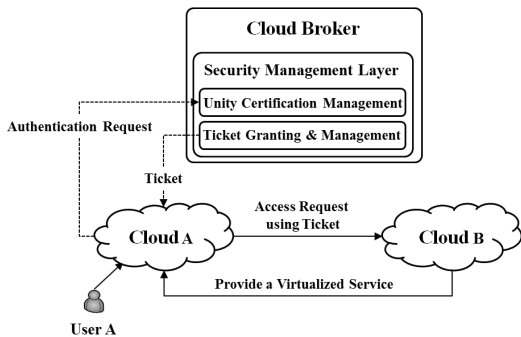 Cloud Broker
Security Management Layer
Unity Certification Management
Ticket Granting & Management
Authentication Request
Ticket
Access Request
using Ticket
Cloud A
Cloud B
Provide a Virtualized Service
User A